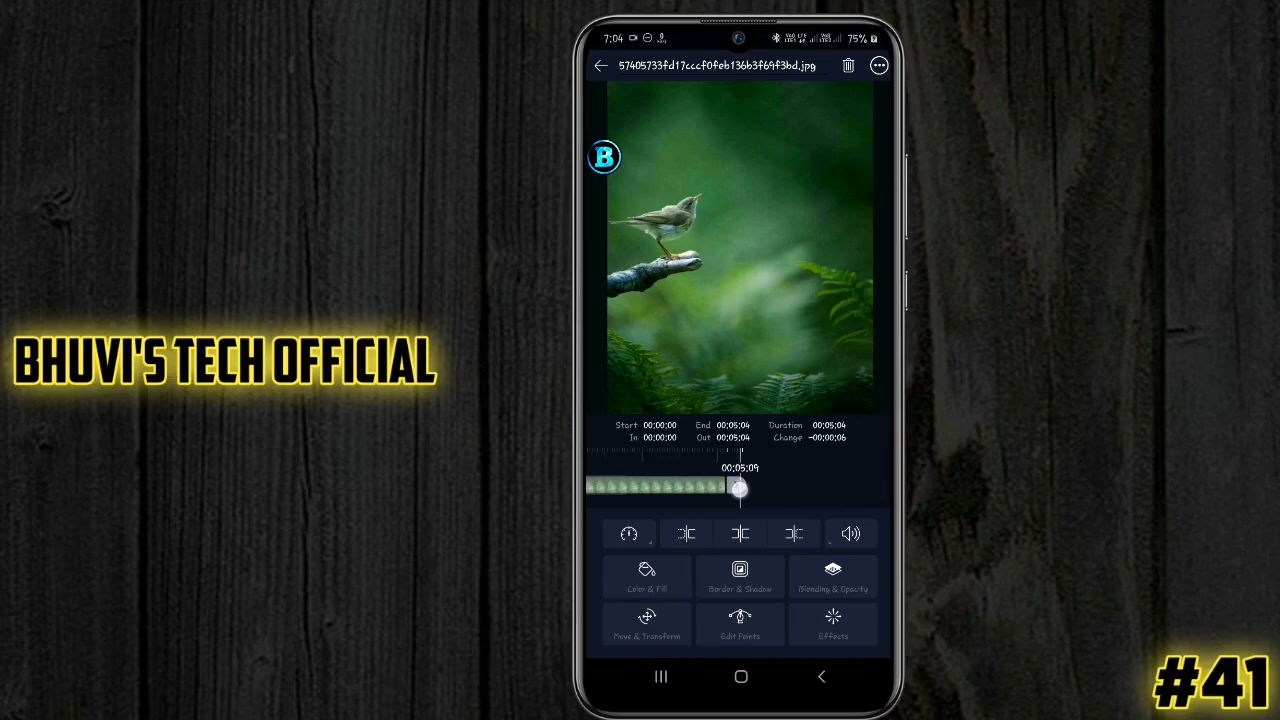 BHUVI'S TECH OFFICIAL
7:04
75%
57405733fd17cccf0feb136b3f69f3bd.jpg
B
Start 00:00:00 End 00:05:04 Duration 00:05:04
In 00:00:00 Out 00:05:04 Change -00:00:06
00:05:09
Color & Fill Border & Shadow Blending & Opacity
Move & Transform Edit Points Effects
#41